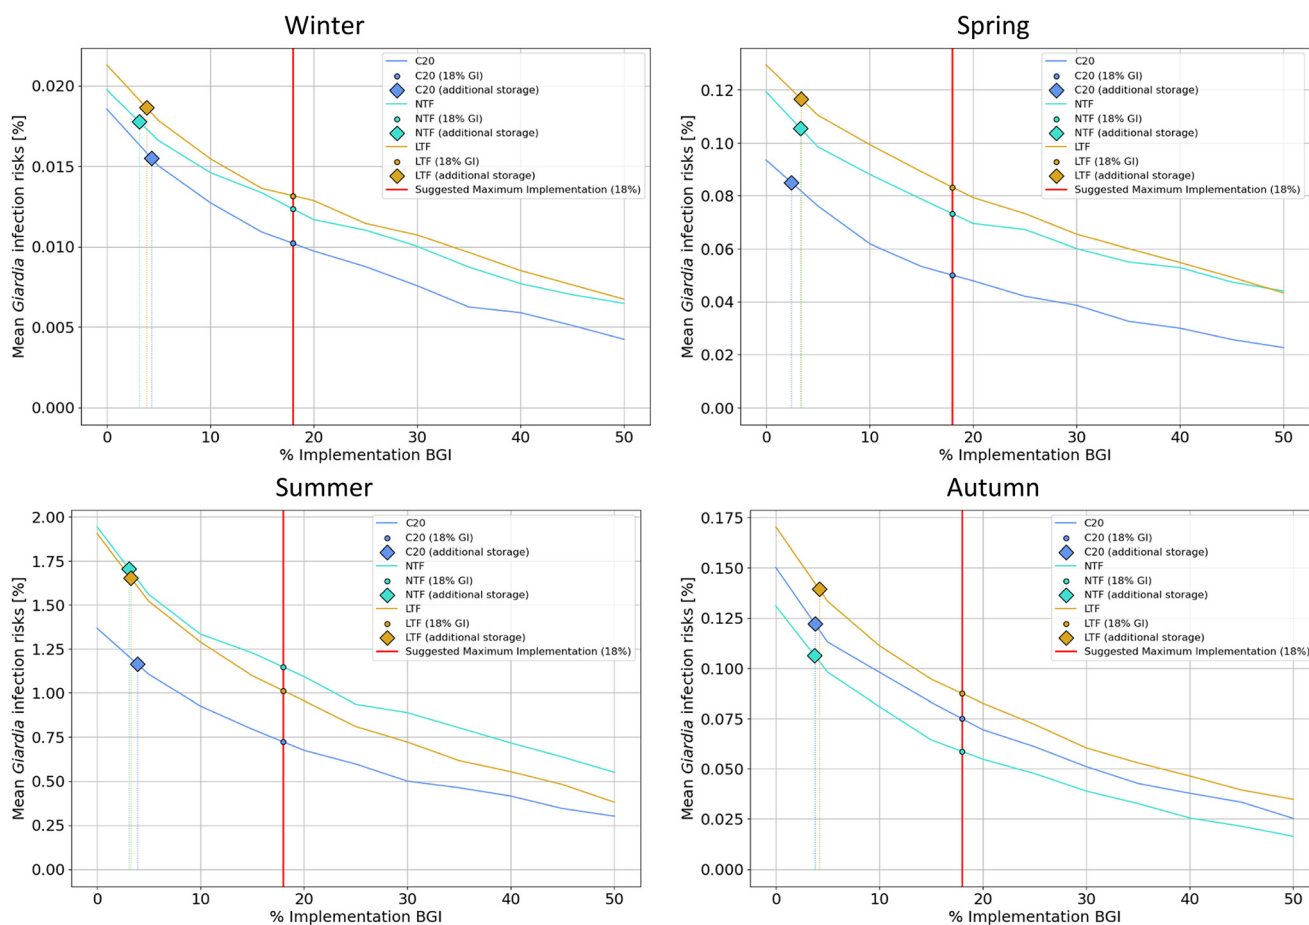 Winter
Mean Giardia infection risks [%]
0.020
0.015
0.010
0.005
0.000
C20
C20 (18% GI)
C20 (additional storage)
NTF
NTF (18% GI)
NTF (additional storage)
LTF
LTF (18% GI)
LTF (additional storage)
Suggested Maximum Implementation (18%)
0 10 20 30 40 50
% Implementation BGI
Spring
Mean Giardia infection risks [%]
0.12
0.10
0.08
0.06
0.04
0.02
0.00
C20
C20 (18% GI)
C20 (additional storage)
NTF
NTF (18% GI)
NTF (additional storage)
LTF
LTF (18% GI)
LTF (additional storage)
Suggested Maximum Implementation (18%)
0 10 20 30 40 50
% Implementation BGI
Summer
Mean Giardia infection risks [%]
2.00
1.75
1.50
1.25
1.00
0.75
0.50
0.25
0.00
C20
C20 (18% GI)
C20 (additional storage)
NTF
NTF (18% GI)
NTF (additional storage)
LTF
LTF (18% GI)
LTF (additional storage)
Suggested Maximum Implementation (18%)
0 10 20 30 40 50
% Implementation BGI
Autumn
Mean Giardia infection risks [%]
0.175
0.150
0.125
0.100
0.075
0.050
0.025
0.000
C20
C20 (18% GI)
C20 (additional storage)
NTF
NTF (18% GI)
NTF (additional storage)
LTF
LTF (18% GI)
LTF (additional storage)
Suggested Maximum Implementation (18%)
0 10 20 30 40 50
% Implementation BGI